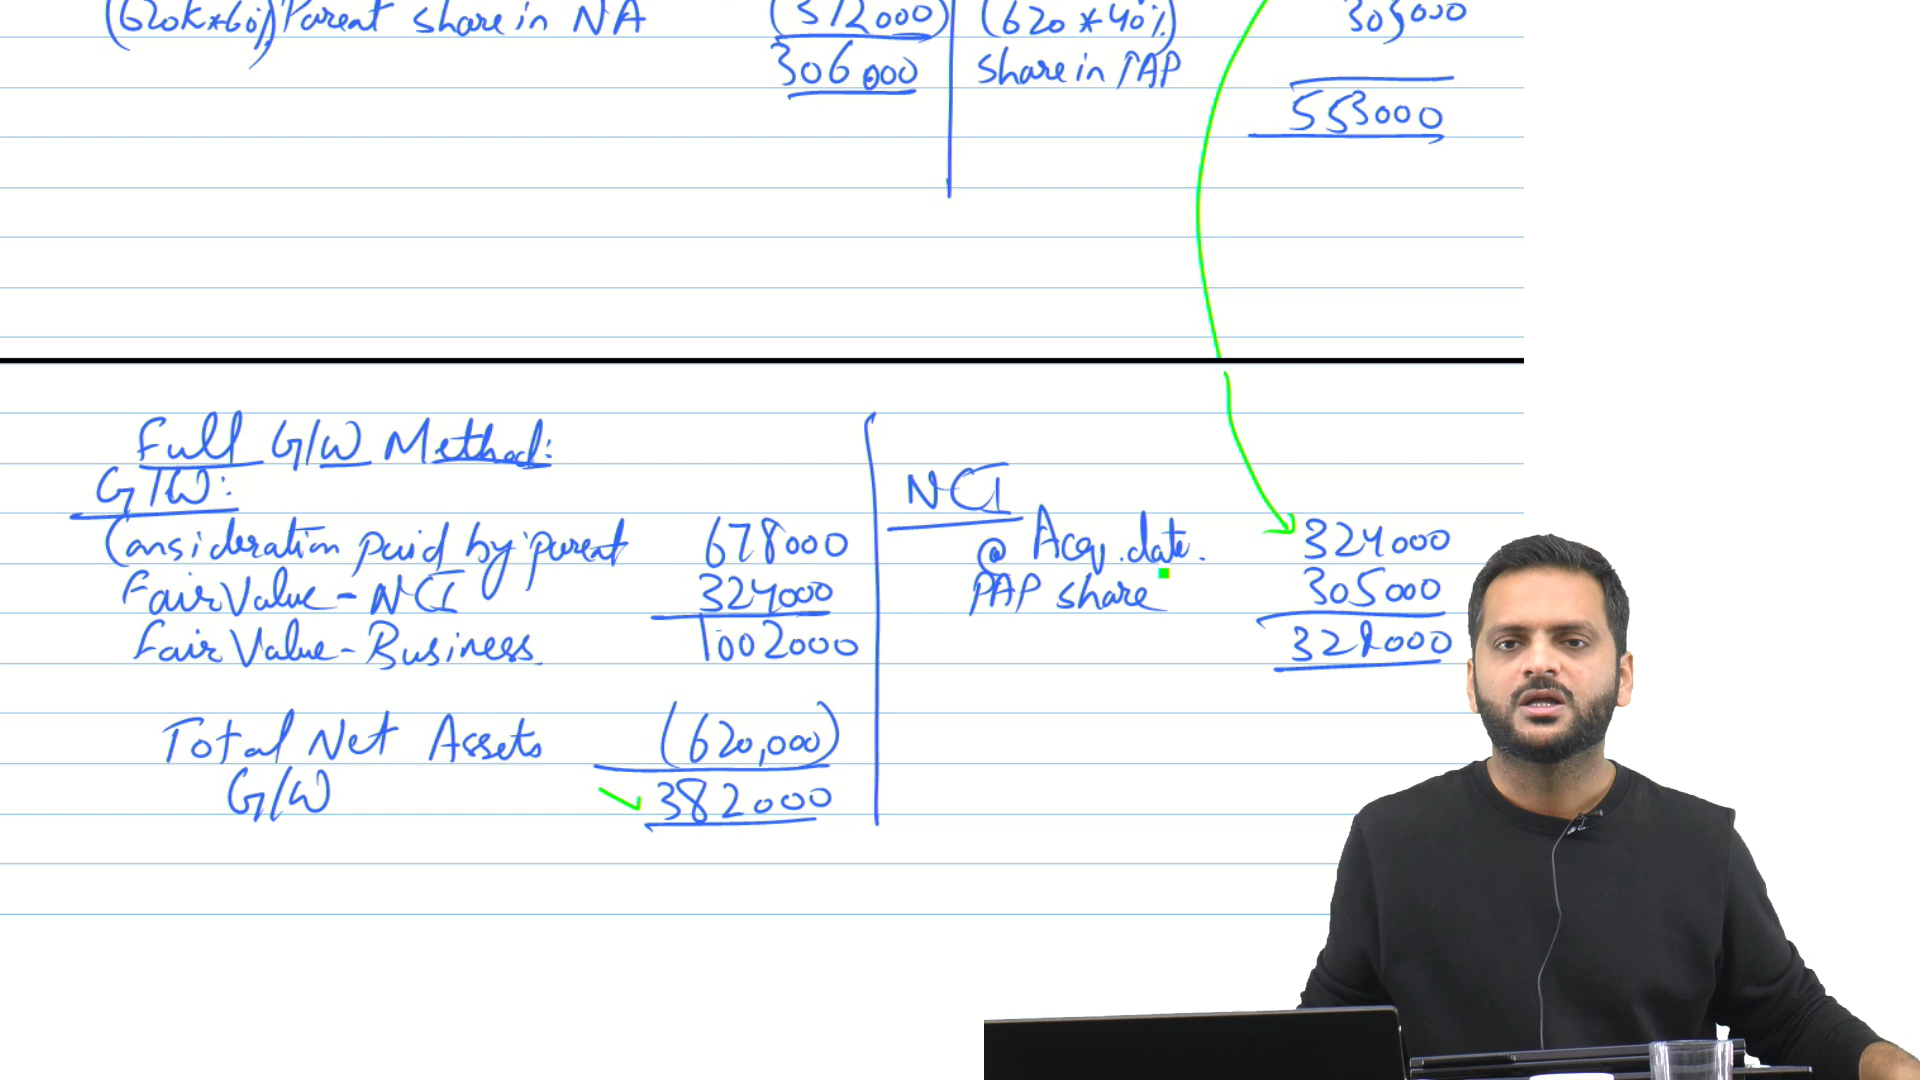 (620k*60%) Parent share in NA (372000) (620*40%) 305000
306000 share in PAP
553000
Full G/W Method:
G/W:
Consideration paid by parent 678000
Fair Value - NCI 324000
Fair Value - Business 1002000
Total Net Assets (620,000)
G/W 382000
NCI
@ Acq. date. 324000
PAP share 305000